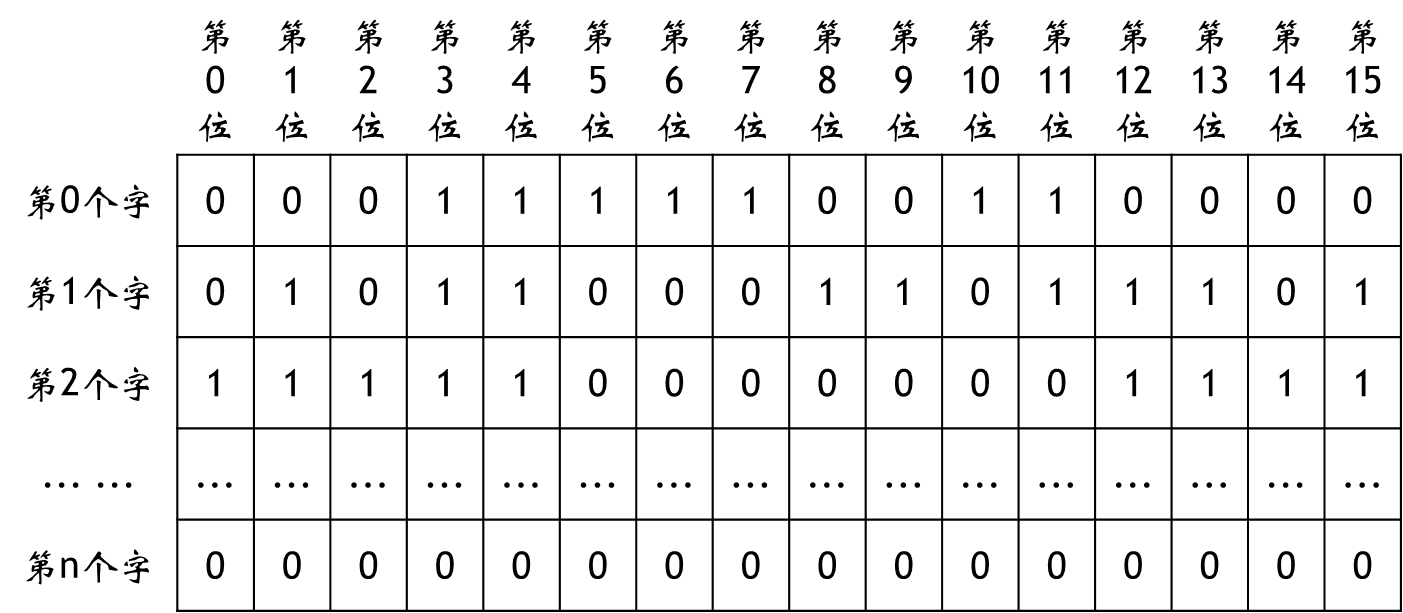 第 第 第 第 第 第 第 第 第 第 第 第 第 第 第 第
0 1 2 3 4 5 6 7 8 9 10 11 12 13 14 15
位 位 位 位 位 位 位 位 位 位 位 位 位 位 位 位
第0个字 0 0 0 1 1 1 1 1 0 0 1 1 0 0 0 0
第1个字 0 1 0 1 1 0 0 0 1 1 0 1 1 1 0 1
第2个字 1 1 1 1 1 0 0 0 0 0 0 0 1 1 1 1
… … … … … … … … … … … … … … … … … …
第n个字 0 0 0 0 0 0 0 0 0 0 0 0 0 0 0 0